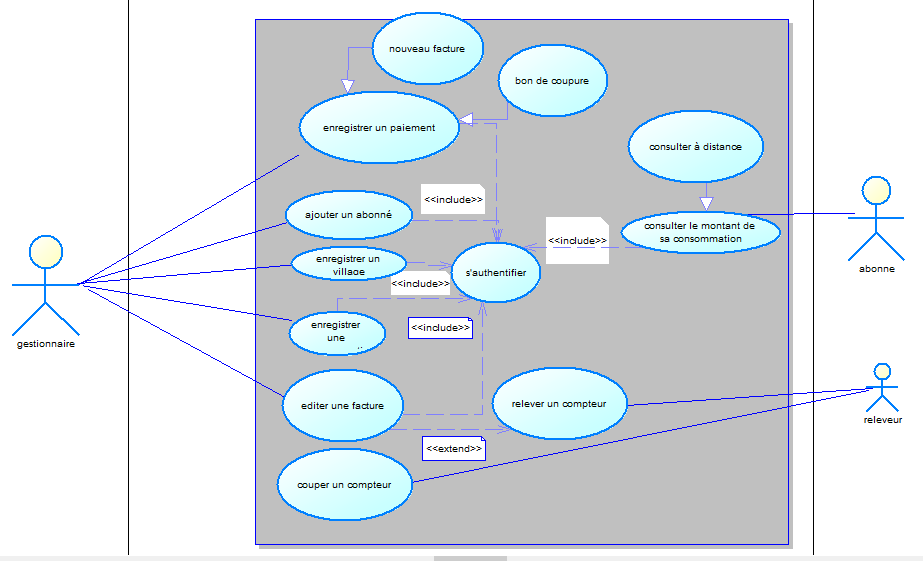 nouveau facture
bon de coupure
enregistrer un paiement
consulter à distance
ajouter un abonné
<<include>>
consulter le montant de
sa consommation
<<include>>
enregistrer un
village
s'authentifier
<<include>>
abonne
gestionnaire
enregistrer
une
<<include>>
editer une facture
relever un compteur
releveur
<<extend>>
couper un compteur